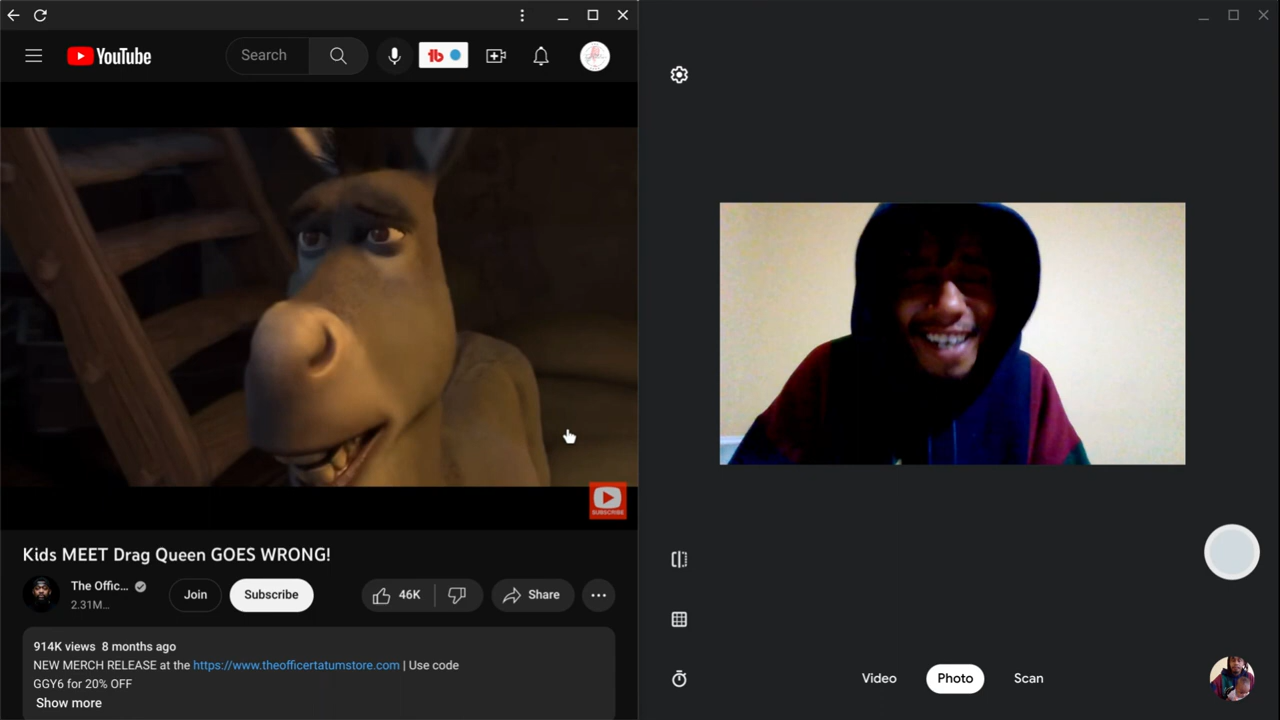 YouTube
Search
tb
SUBSCRIBE
Kids MEET Drag Queen GOES WRONG!
The Offic...
2.31M...
Join
Subscribe
46K
Share
914K views 8 months ago
NEW MERCH RELEASE at the https://www.theofficertatumstore.com | Use code
GGY6 for 20% OFF
Show more
Video
Photo
Scan